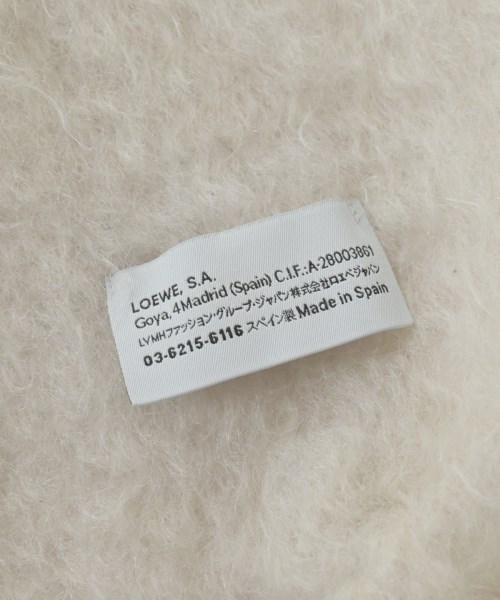 LOEWE, S.A.
Goya, 4 Madrid (Spain) C.I.F.: A-28003861
LVMHファッション・グループ・ジャパン株式会社ロエベジャパン
03-6215-6116 スペイン製 Made in Spain